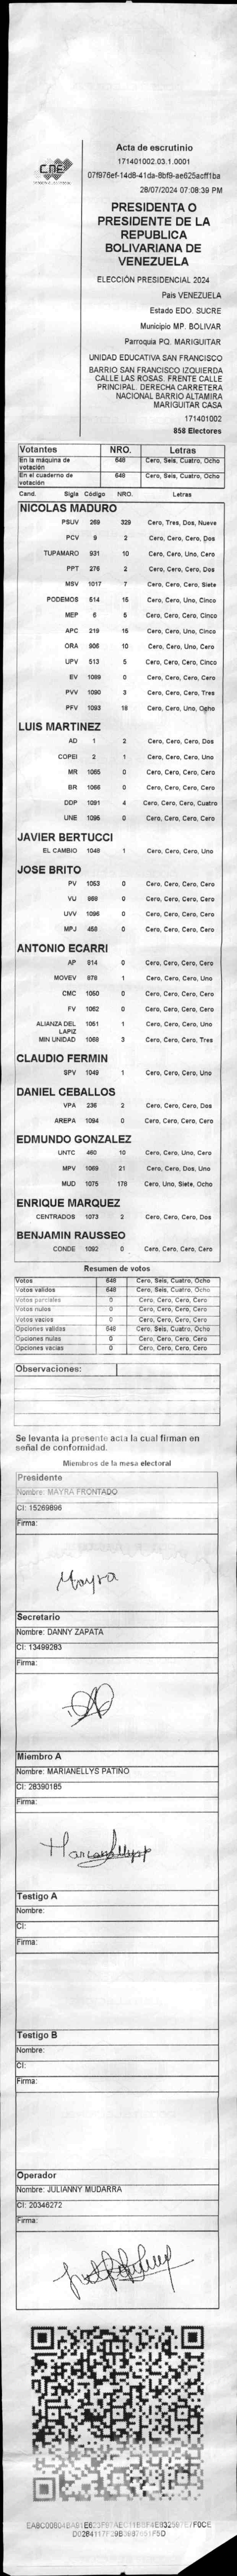 CNE
Acta de escrutinio
171401002.03.1.0001
07f976ef-14d8-41da-8bf9-ae625acff1ba
28/07/2024 07:08:39 PM
PRESIDENTA O
PRESIDENTE DE LA
REPUBLICA
BOLIVARIANA DE
VENEZUELA
ELECCIÓN PRESIDENCIAL 2024
Pais VENEZUELA
Estado EDO. SUCRE
Municipio MP. BOLIVAR
Parroquia PQ. MARIGUITAR
UNIDAD EDUCATIVA SAN FRANCISCO
BARRIO SAN FRANCISCO IZQUIERDA
CALLE LAS ROSAS. FRENTE CALLE
PRINCIPAL. DERECHA CARRETERA
NACIONAL BARRIO ALTAMIRA
MARIGUITAR CASA
171401002
858 Electores
Votantes NRO. Letras
En la máquina de votación 648 Cero, Seis, Cuatro, Ocho
En el cuaderno de votación 648 Cero, Seis, Cuatro, Ocho
Cand. Sigla Código NRO. Letras
NICOLAS MADURO
PSUV 269 329 Cero, Tres, Dos, Nueve
PCV 9 2 Cero, Cero, Cero, Dos
TUPAMARO 931 10 Cero, Cero, Uno, Cero
PPT 276 2 Cero, Cero, Cero, Dos
MSV 1017 7 Cero, Cero, Cero, Siete
PODEMOS 514 15 Cero, Cero, Uno, Cinco
MEP 6 5 Cero, Cero, Cero, Cinco
APC 219 15 Cero, Cero, Uno, Cinco
ORA 906 10 Cero, Cero, Uno, Cero
UPV 513 5 Cero, Cero, Cero, Cinco
EV 1089 0 Cero, Cero, Cero, Cero
PVV 1090 3 Cero, Cero, Cero, Tres
PFV 1093 18 Cero, Cero, Uno, Ocho
LUIS MARTINEZ
AD 1 2 Cero, Cero, Cero, Dos
COPEI 2 1 Cero, Cero, Cero, Uno
MR 1065 0 Cero, Cero, Cero, Cero
BR 1066 0 Cero, Cero, Cero, Cero
DDP 1091 4 Cero, Cero, Cero, Cuatro
UNE 1095 0 Cero, Cero, Cero, Cero
JAVIER BERTUCCI
EL CAMBIO 1048 1 Cero, Cero, Cero, Uno
JOSE BRITO
PV 1053 0 Cero, Cero, Cero, Cero
VU 868 0 Cero, Cero, Cero, Cero
UVV 1096 0 Cero, Cero, Cero, Cero
MPJ 458 0 Cero, Cero, Cero, Cero
ANTONIO ECARRI
AP 814 0 Cero, Cero, Cero, Cero
MOVEV 878 1 Cero, Cero, Cero, Uno
CMC 1050 0 Cero, Cero, Cero, Cero
FV 1062 0 Cero, Cero, Cero, Cero
ALIANZA DEL LAPIZ 1051 1 Cero, Cero, Cero, Uno
MIN UNIDAD 1068 3 Cero, Cero, Cero, Tres
CLAUDIO FERMIN
SPV 1049 1 Cero, Cero, Cero, Uno
DANIEL CEBALLOS
VPA 236 2 Cero, Cero, Cero, Dos
AREPA 1094 0 Cero, Cero, Cero, Cero
EDMUNDO GONZALEZ
UNTC 460 10 Cero, Cero, Uno, Cero
MPV 1069 21 Cero, Cero, Dos, Uno
MUD 1075 178 Cero, Uno, Siete, Ocho
ENRIQUE MARQUEZ
CENTRADOS 1073 2 Cero, Cero, Cero, Dos
BENJAMIN RAUSSEO
CONDE 1092 0 Cero, Cero, Cero, Cero
Resumen de votos
Votos 648 Cero, Seis, Cuatro, Ocho
Votos validos 648 Cero, Seis, Cuatro, Ocho
Votos parciales 0 Cero, Cero, Cero, Cero
Votos nulos 0 Cero, Cero, Cero, Cero
Votos vacios 0 Cero, Cero, Cero, Cero
Opciones validas 648 Cero, Seis, Cuatro, Ocho
Opciones nulas 0 Cero, Cero, Cero, Cero
Opciones vacias 0 Cero, Cero, Cero, Cero
Observaciones:
Se levanta la presente acta la cual firman en
señal de conformidad.
Miembros de la mesa electoral
Presidente
Nombre: MAYRA FRONTADO
CI: 15269896
Firma:
Mayra
Secretario
Nombre: DANNY ZAPATA
CI: 13499283
Firma:
Miembro A
Nombre: MARIANELLYS PATIÑO
CI: 28390185
Firma:
Testigo A
Nombre:
CI:
Firma:
Testigo B
Nombre:
CI:
Firma:
Operador
Nombre: JULIANNY MUDARRA
CI: 20346272
Firma: